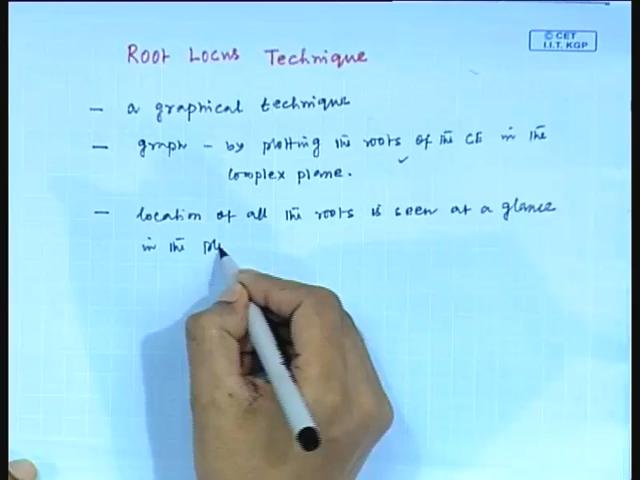 © CET
I.I.T. KGP
Root Locus Technique
— a graphical technique
— graph – by plotting the roots of the CE in the
complex plane.
— location of all the roots is seen at a glance
in the pl